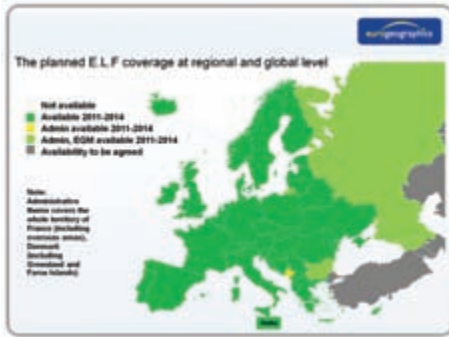 eurogeographics
The planned E.L.F coverage at regional and global level
Not available
Available 2011-2014
Admin available 2011-2014
Admin, EGM available 2011-2014
Availability to be agreed
Note:
Administrative
Name covers the
whole territory of
France (including
overseas areas),
Denmark
(including
Greenland and
Faroe Islands)